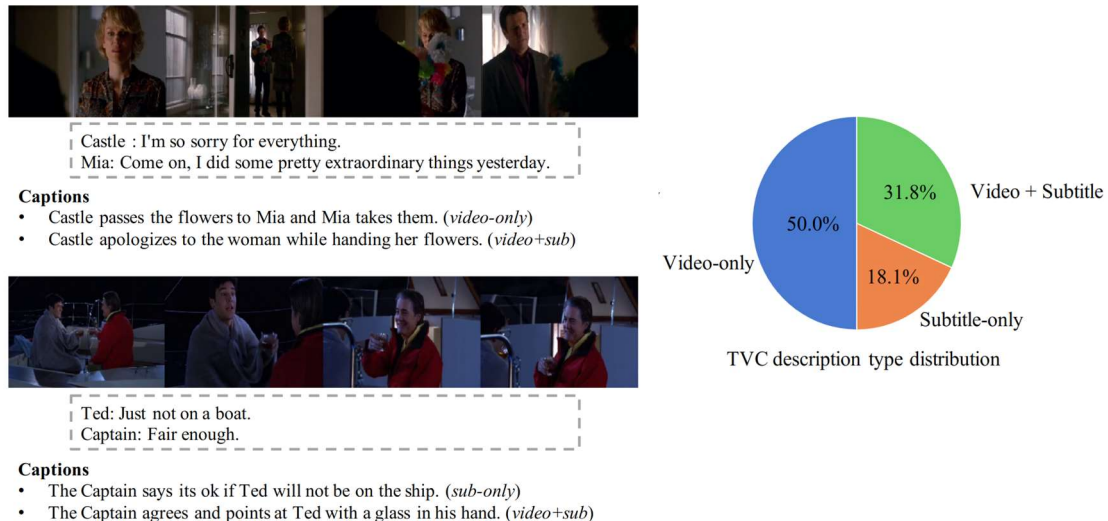 Castle : I'm so sorry for everything.
Mia: Come on, I did some pretty extraordinary things yesterday.
Captions
• Castle passes the flowers to Mia and Mia takes them. (video-only)
• Castle apologizes to the woman while handing her flowers. (video+sub)
Ted: Just not on a boat.
Captain: Fair enough.
Captions
• The Captain says its ok if Ted will not be on the ship. (sub-only)
• The Captain agrees and points at Ted with a glass in his hand. (video+sub)
31.8%
Video + Subtitle
50.0%
Video-only
18.1%
Subtitle-only
TVC description type distribution